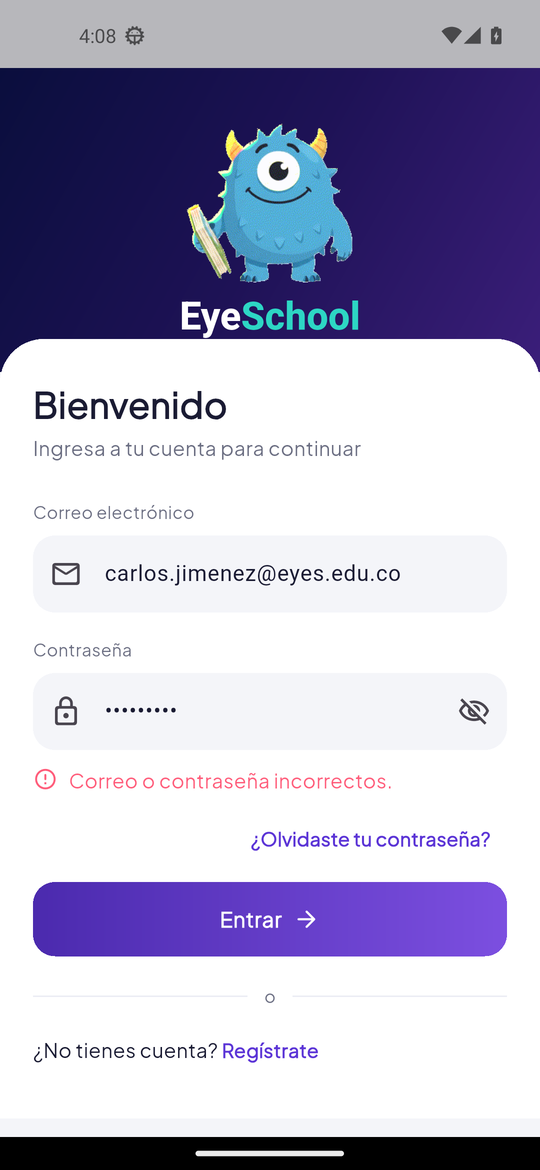 4:08
EyeSchool
Bienvenido
Ingresa a tu cuenta para continuar
Correo electrónico
carlos.jimenez@eyes.edu.co
Contraseña
•••••••••
Correo o contraseña incorrectos.
¿Olvidaste tu contraseña?
Entrar →
o
¿No tienes cuenta? Regístrate